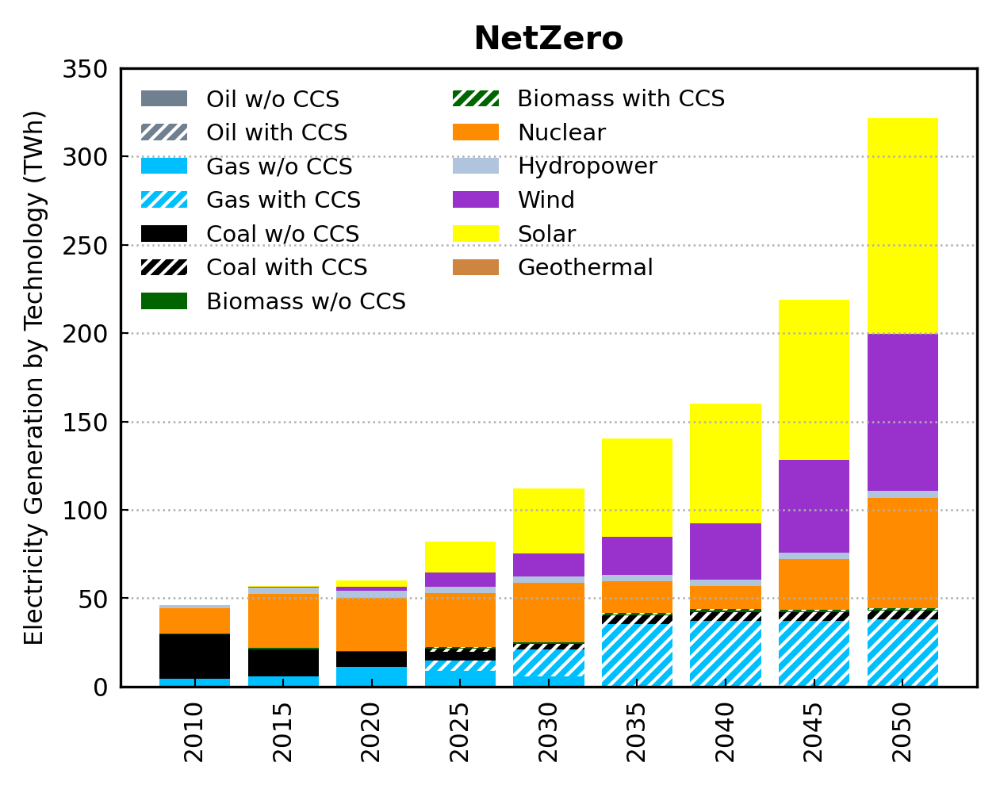 NetZero
Electricity Generation by Technology (TWh)
350
300
250
200
150
100
50
0
Oil w/o CCS
Oil with CCS
Gas w/o CCS
Gas with CCS
Coal w/o CCS
Coal with CCS
Biomass w/o CCS
Biomass with CCS
Nuclear
Hydropower
Wind
Solar
Geothermal
2010
2015
2020
2025
2030
2035
2040
2045
2050